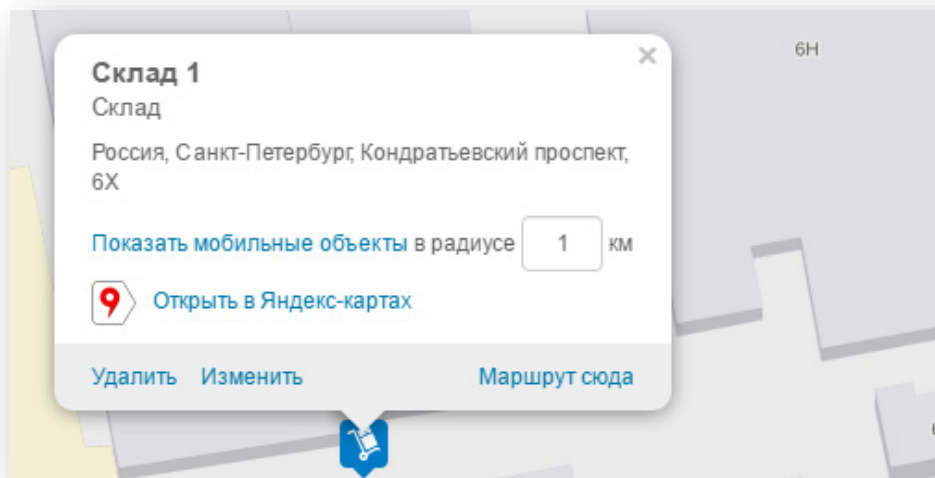 Склад 1
Склад
Россия, Санкт-Петербург, Кондратьевский проспект,
6Х
Показать мобильные объекты в радиусе 1 км
Открыть в Яндекс-картах
Удалить Изменить Маршрут сюда
6Н